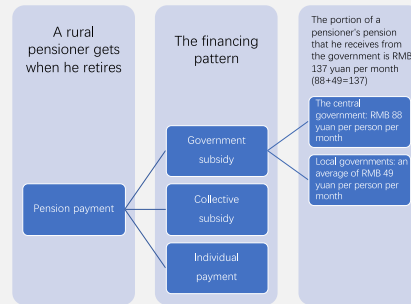 A rural
pensioner gets
when he retires
Pension payment
The financing
pattern
Government
subsidy
Collective
subsidy
Individual
payment
The portion of a
pensioner's pension
that he receives from
the government is RMB
137 yuan per month
(88+49=137)
The central
government: RMB 88
yuan per person per
month
Local governments: an
average of RMB 49
yuan per person per
month